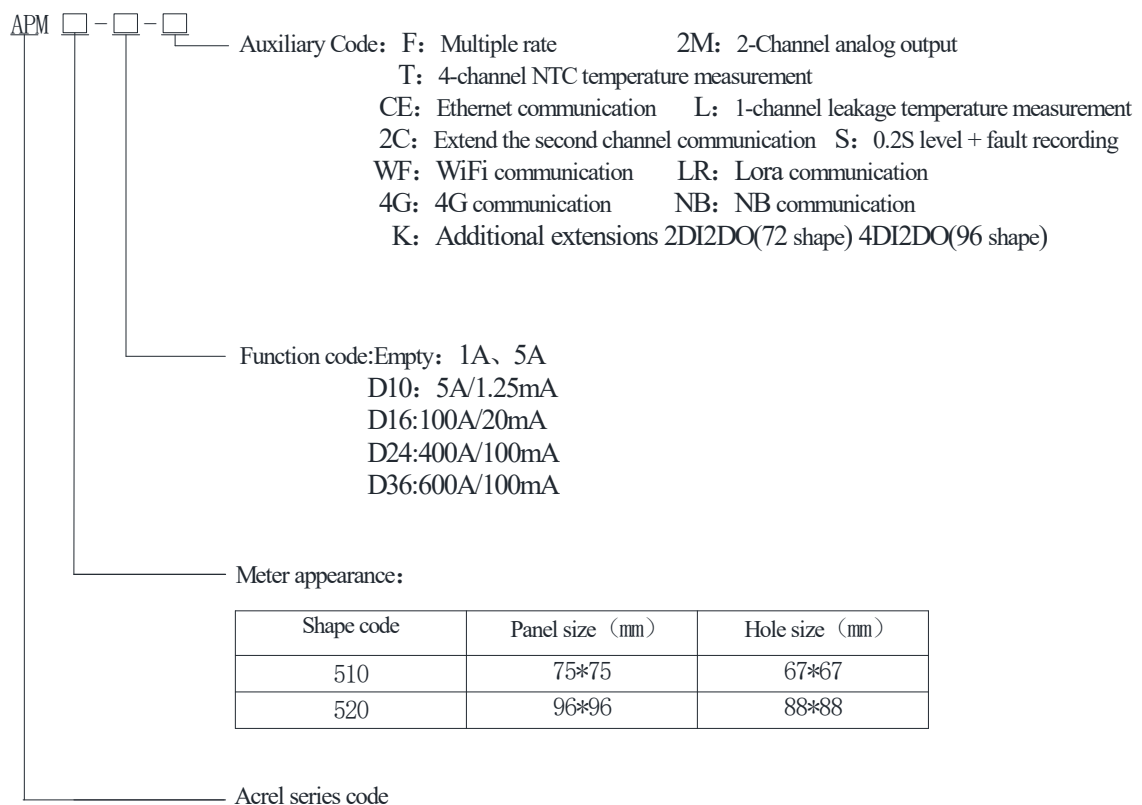 APM □-□-□
Auxiliary Code：F：Multiple rate 2M：2-Channel analog output
T：4-channel NTC temperature measurement
CE：Ethernet communication L：1-channel leakage temperature measurement
2C：Extend the second channel communication S：0.2S level + fault recording
WF：WiFi communication LR：Lora communication
4G：4G communication NB：NB communication
K：Additional extensions 2DI2DO(72 shape) 4DI2DO(96 shape)
Function code:Empty：1A、5A
D10：5A/1.25mA
D16:100A/20mA
D24:400A/100mA
D36:600A/100mA
Meter appearance：
Shape code Panel size（mm） Hole size（mm）
510 75*75 67*67
520 96*96 88*88
Acrel series code